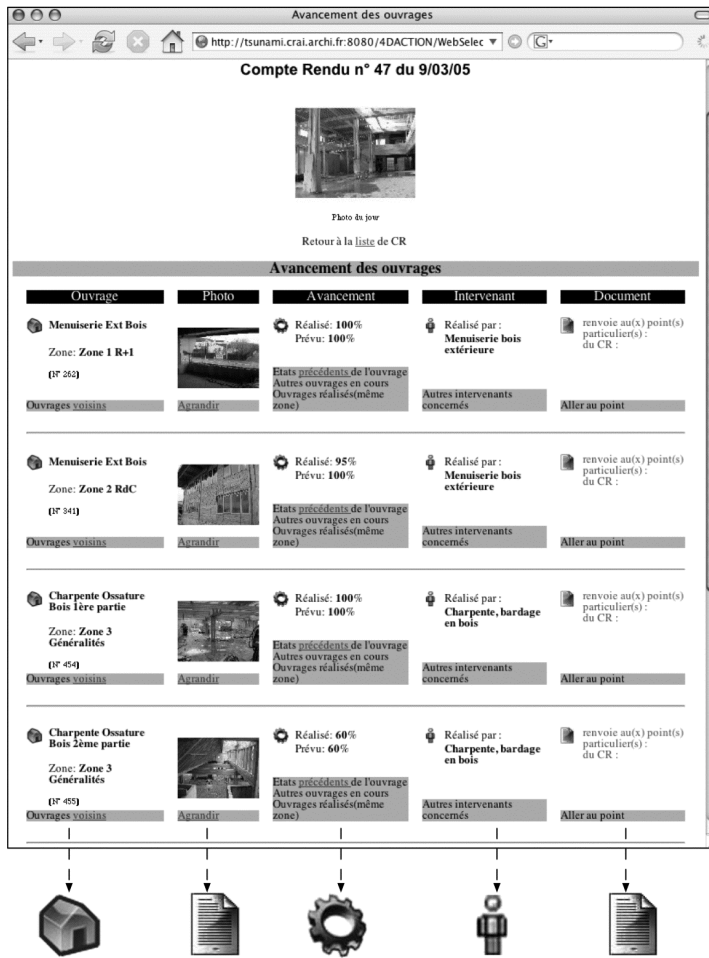 Avancement des ouvrages
http://tsunami.crai.archi.fr:8080/4DACTION/WebSelec
G
Compte Rendu n° 47 du 9/03/05
Photo du jour
Retour à la liste de CR
Avancement des ouvrages
Ouvrage Photo Avancement Intervenant Document
Menuiserie Ext Bois
Zone: Zone 1 R+1
(N° 262)
Ouvrages voisins
Agrandir
Réalisé: 100%
Prévu: 100%
Etats précédents de l'ouvrage
Autres ouvrages en cours
Ouvrages réalisés(même
zone)
Réalisé par :
Menuiserie bois
extérieure
Autres intervenants
concernés
renvoie au(x) point(s)
particulier(s) :
du CR :
Aller au point
Menuiserie Ext Bois
Zone: Zone 2 RdC
(N° 341)
Ouvrages voisins
Agrandir
Réalisé: 95%
Prévu: 100%
Etats précédents de l'ouvrage
Autres ouvrages en cours
Ouvrages réalisés(même
zone)
Réalisé par :
Menuiserie bois
extérieure
Autres intervenants
concernés
renvoie au(x) point(s)
particulier(s) :
du CR :
Aller au point
Charpente Ossature
Bois 1ère partie
Zone: Zone 3
Généralités
(N° 454)
Ouvrages voisins
Agrandir
Réalisé: 100%
Prévu: 100%
Etats précédents de l'ouvrage
Autres ouvrages en cours
Ouvrages réalisés(même
zone)
Réalisé par :
Charpente, bardage
en bois
Autres intervenants
concernés
renvoie au(x) point(s)
particulier(s) :
du CR :
Aller au point
Charpente Ossature
Bois 2ème partie
Zone: Zone 3
Généralités
(N° 455)
Ouvrages voisins
Agrandir
Réalisé: 60%
Prévu: 60%
Etats précédents de l'ouvrage
Autres ouvrages en cours
Ouvrages réalisés(même
zone)
Réalisé par :
Charpente, bardage
en bois
Autres intervenants
concernés
renvoie au(x) point(s)
particulier(s) :
du CR :
Aller au point